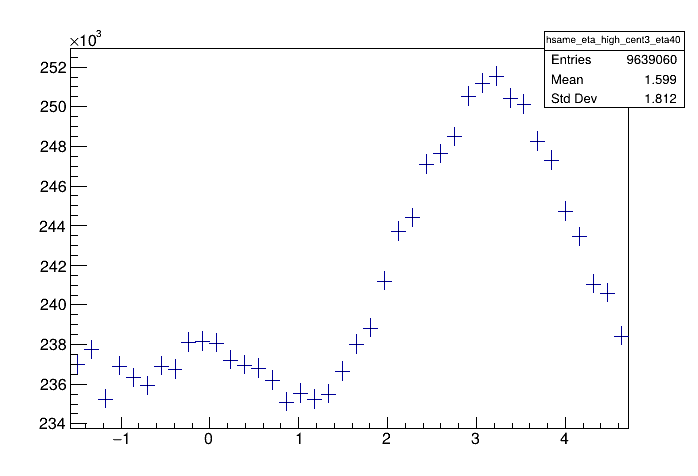 ×10³
hsame_eta_high_cent3_eta40
Entries 9639060
Mean 1.599
Std Dev 1.812
252
250
248
246
244
242
240
238
236
234
−1 0 1 2 3 4